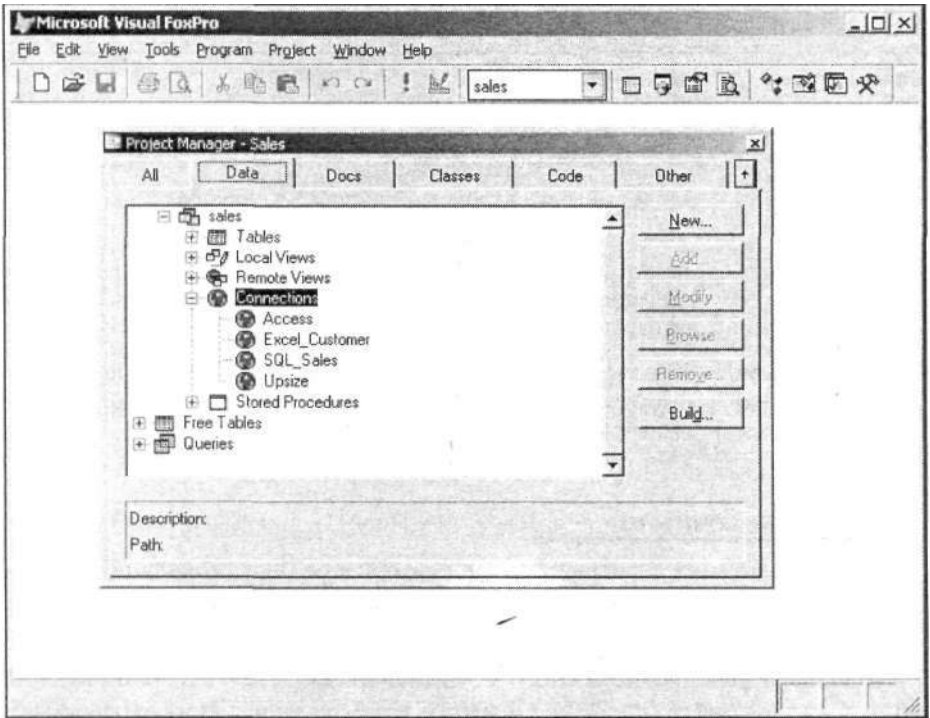 Microsoft Visual FoxPro
File Edit View Tools Program Project Window Help
sales
Project Manager - Sales
All Data Docs Classes Code Other
sales
Tables
Local Views
Remote Views
Connections
Access
Excel_Customer
SQL_Sales
Upsize
Stored Procedures
Free Tables
Queries
New...
Add
Modify
Browse
Remove...
Build...
Description:
Path: